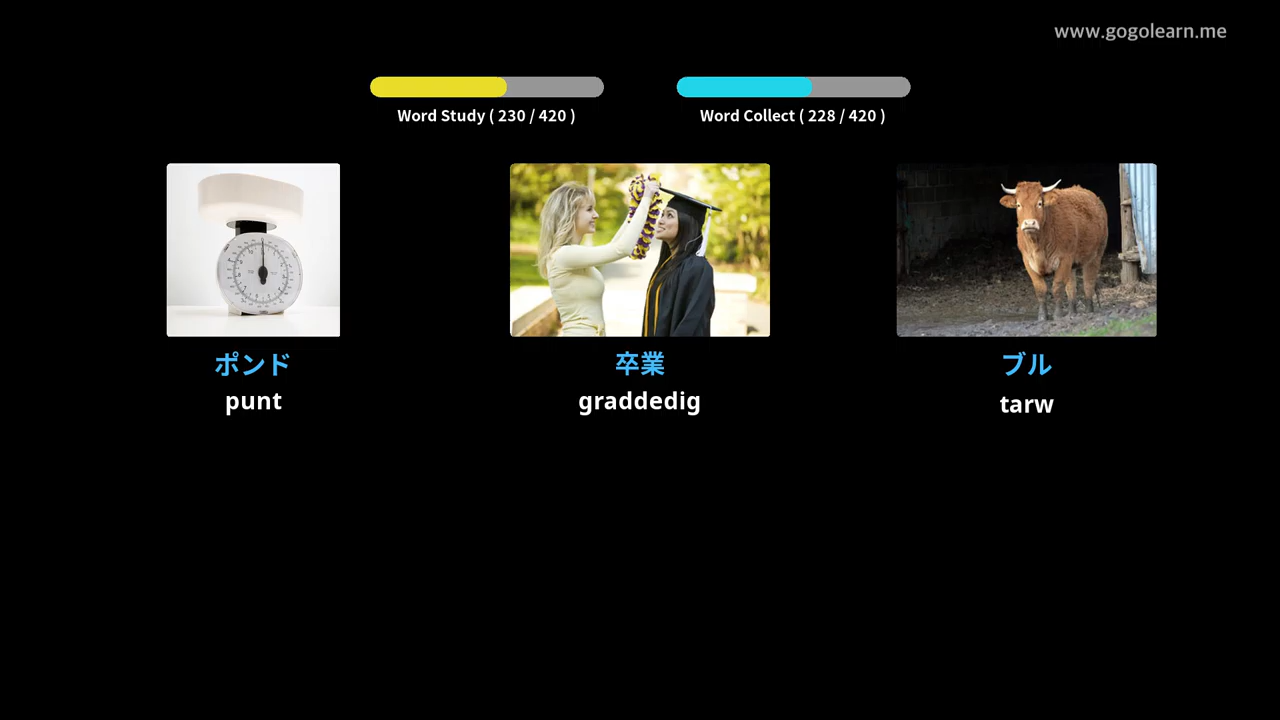 www.gogolearn.me
Word Study ( 230 / 420 )
Word Collect ( 228 / 420 )
ポンド
punt
卒業
graddedig
ブル
tarw